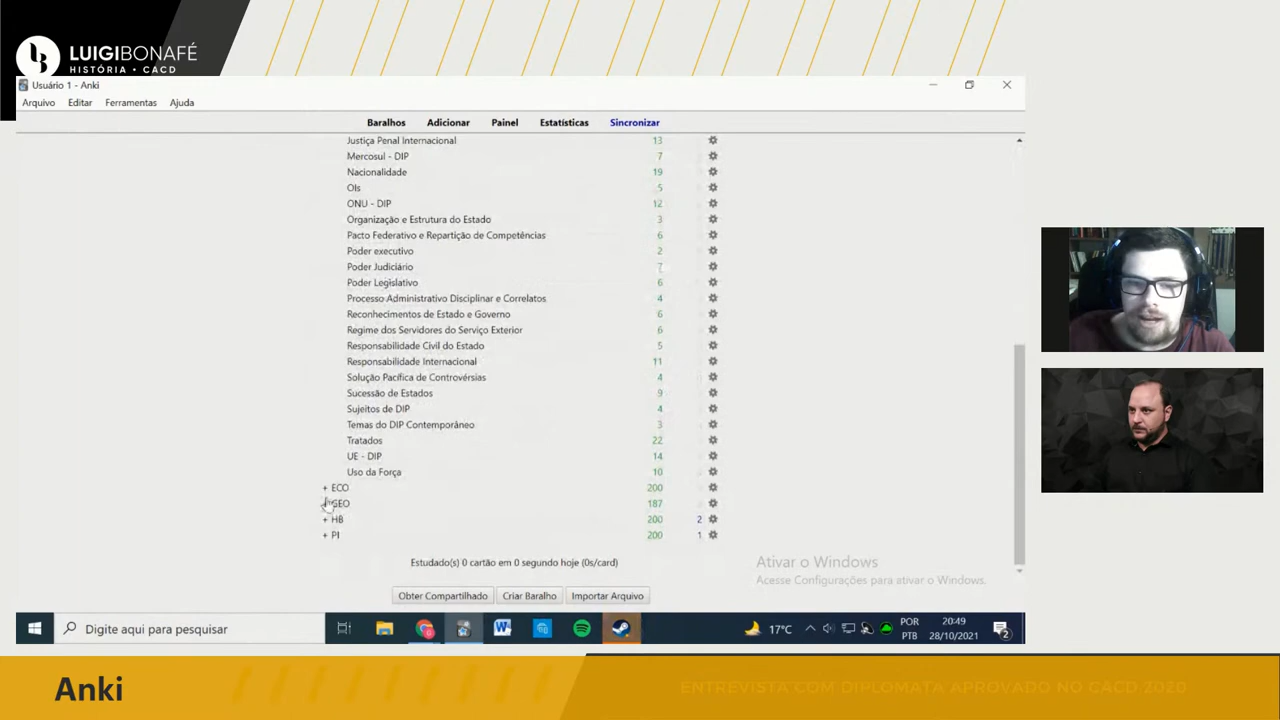 LUIGIBONAFÉ
HISTÓRIA • CACD
Usuário 1 - Anki
Arquivo Editar Ferramentas Ajuda
Baralhos Adicionar Painel Estatísticas Sincronizar
Justiça Penal Internacional 13
Mercosul - DIP 7
Nacionalidade 19
OIs 5
ONU - DIP 12
Organização e Estrutura do Estado 3
Pacto Federativo e Repartição de Competências 6
Poder executivo 2
Poder Judiciário 7
Poder Legislativo 6
Processo Administrativo Disciplinar e Correlatos 4
Reconhecimentos de Estado e Governo 6
Regime dos Servidores do Serviço Exterior 6
Responsabilidade Civil do Estado 5
Responsabilidade Internacional 11
Solução Pacífica de Controvérsias 4
Sucessão de Estados 9
Sujeitos de DIP 4
Temas do DIP Contemporâneo 3
Tratados 22
UE - DIP 14
Uso da Força 10
+ ECO 200
GEO 187
+ HB 200 2
+ PI 200 1
Estudado(s) 0 cartão em 0 segundo hoje (0s/card)
Ativar o Windows
Acesse Configurações para ativar o Windows.
Obter Compartilhado Criar Baralho Importar Arquivo
Digite aqui para pesquisar
17°C
POR
PTB
20:49
28/10/2021
2
Anki
ENTREVISTA COM DIPLOMATA APROVADO NO CACD 2020